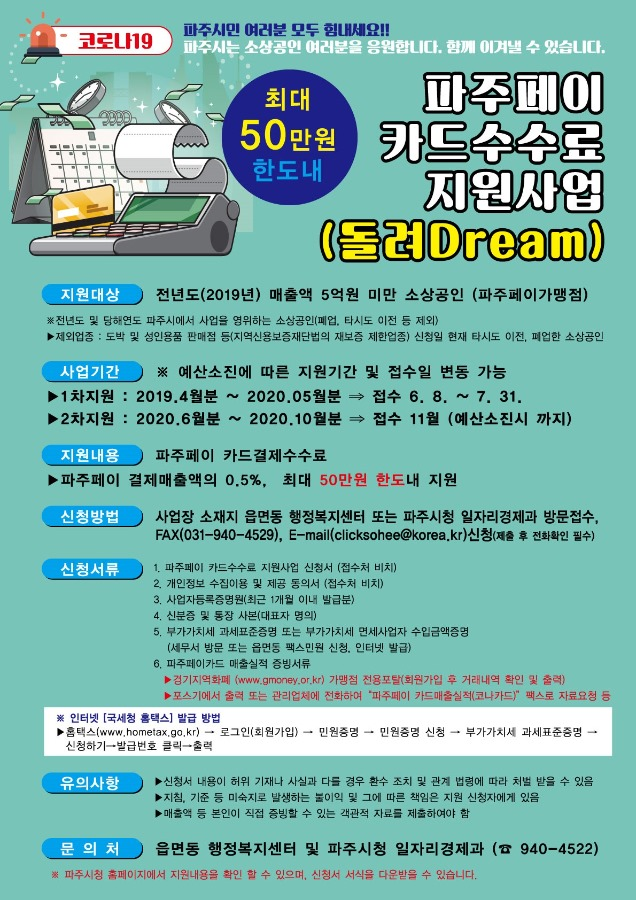 코로나19
파주시민 여러분 모두 힘내세요!!
파주시는 소상공인 여러분을 응원합니다. 함께 이겨낼 수 있습니다.
최대
50만원
한도내
파주페이
카드수수료
지원사업
(돌려Dream)
지원대상 전년도(2019년) 매출액 5억원 미만 소상공인 (파주페이가맹점)
※전년도 및 당해연도 파주시에서 사업을 영위하는 소상공인(폐업, 타시도 이전 등 제외)
▶제외업종 : 도박 및 성인용품 판매점 등(지역신용보증재단법의 재보증 제한업종) 신청일 현재 타시도 이전, 폐업한 소상공인
사업기간 ※ 예산소진에 따른 지원기간 및 접수일 변동 가능
▶1차지원 : 2019.4월분 ~ 2020.05월분 ⇒ 접수 6. 8. ~ 7. 31.
▶2차지원 : 2020.6월분 ~ 2020.10월분 ⇒ 접수 11월 (예산소진시 까지)
지원내용 파주페이 카드결제수수료
▶파주페이 결제매출액의 0.5%, 최대 50만원 한도내 지원
신청방법 사업장 소재지 읍면동 행정복지센터 또는 파주시청 일자리경제과 방문접수,
FAX(031-940-4529), E-mail(clicksohee@korea.kr)신청(제출 후 전화확인 필수)
신청서류 1. 파주페이 카드수수료 지원사업 신청서 (접수처 비치)
2. 개인정보 수집이용 및 제공 동의서 (접수처 비치)
3. 사업자등록증명원(최근 1개월 이내 발급분)
4. 신분증 및 통장 사본(대표자 명의)
5. 부가가치세 과세표준증명 또는 부가가치세 면세사업자 수입금액증명
(세무서 방문 또는 읍면동 팩스민원 신청, 인터넷 발급)
6. 파주페이카드 매출실적 증빙서류
▶경기지역화폐 (www.gmoney.or.kr) 가맹점 전용포탈(회원가입 후 거래내역 확인 및 출력)
▶포스기에서 출력 또는 관리업체에 전화하여 “파주페이 카드매출실적(코나카드)” 팩스로 자료요청 등
※ 인터넷 [국세청 홈택스] 발급 방법
▶홈택스(www.hometax.go.kr) → 로그인(회원가입) → 민원증명 → 민원증명 신청 → 부가가치세 과세표준증명 →
신청하기→발급번호 클릭→출력
유의사항 ▶신청서 내용이 허위 기재나 사실과 다를 경우 환수 조치 및 관계 법령에 따라 처벌 받을 수 있음
▶지침, 기준 등 미숙지로 발생하는 불이익 및 그에 따른 책임은 지원 신청자에게 있음
▶매출액 등 본인이 직접 증빙할 수 있는 객관적 자료를 제출하여야 함
문 의 처 읍면동 행정복지센터 및 파주시청 일자리경제과 (☎ 940-4522)
※ 파주시청 홈페이지에서 지원내용을 확인 할 수 있으며, 신청서 서식을 다운받을 수 있습니다.